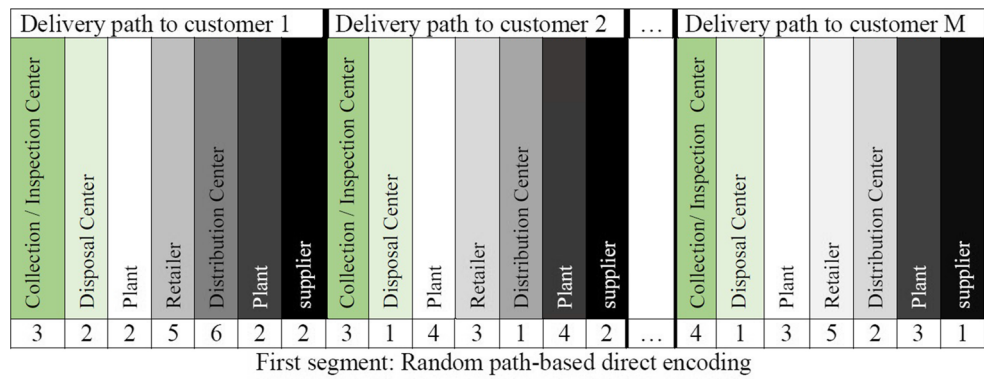 Delivery path to customer 1 Delivery path to customer 2 … Delivery path to customer M
Collection / Inspection Center
Disposal Center
Plant
Retailer
Distribution Center
Plant
supplier
Collection / Inspection Center
Disposal Center
Plant
Retailer
Distribution Center
Plant
supplier
Collection/ Inspection Center
Disposal Center
Plant
Retailer
Distribution Center
Plant
supplier
3 2 2 5 6 2 2 3 1 4 3 1 4 2 … 4 1 3 5 2 3 1
First segment: Random path-based direct encoding